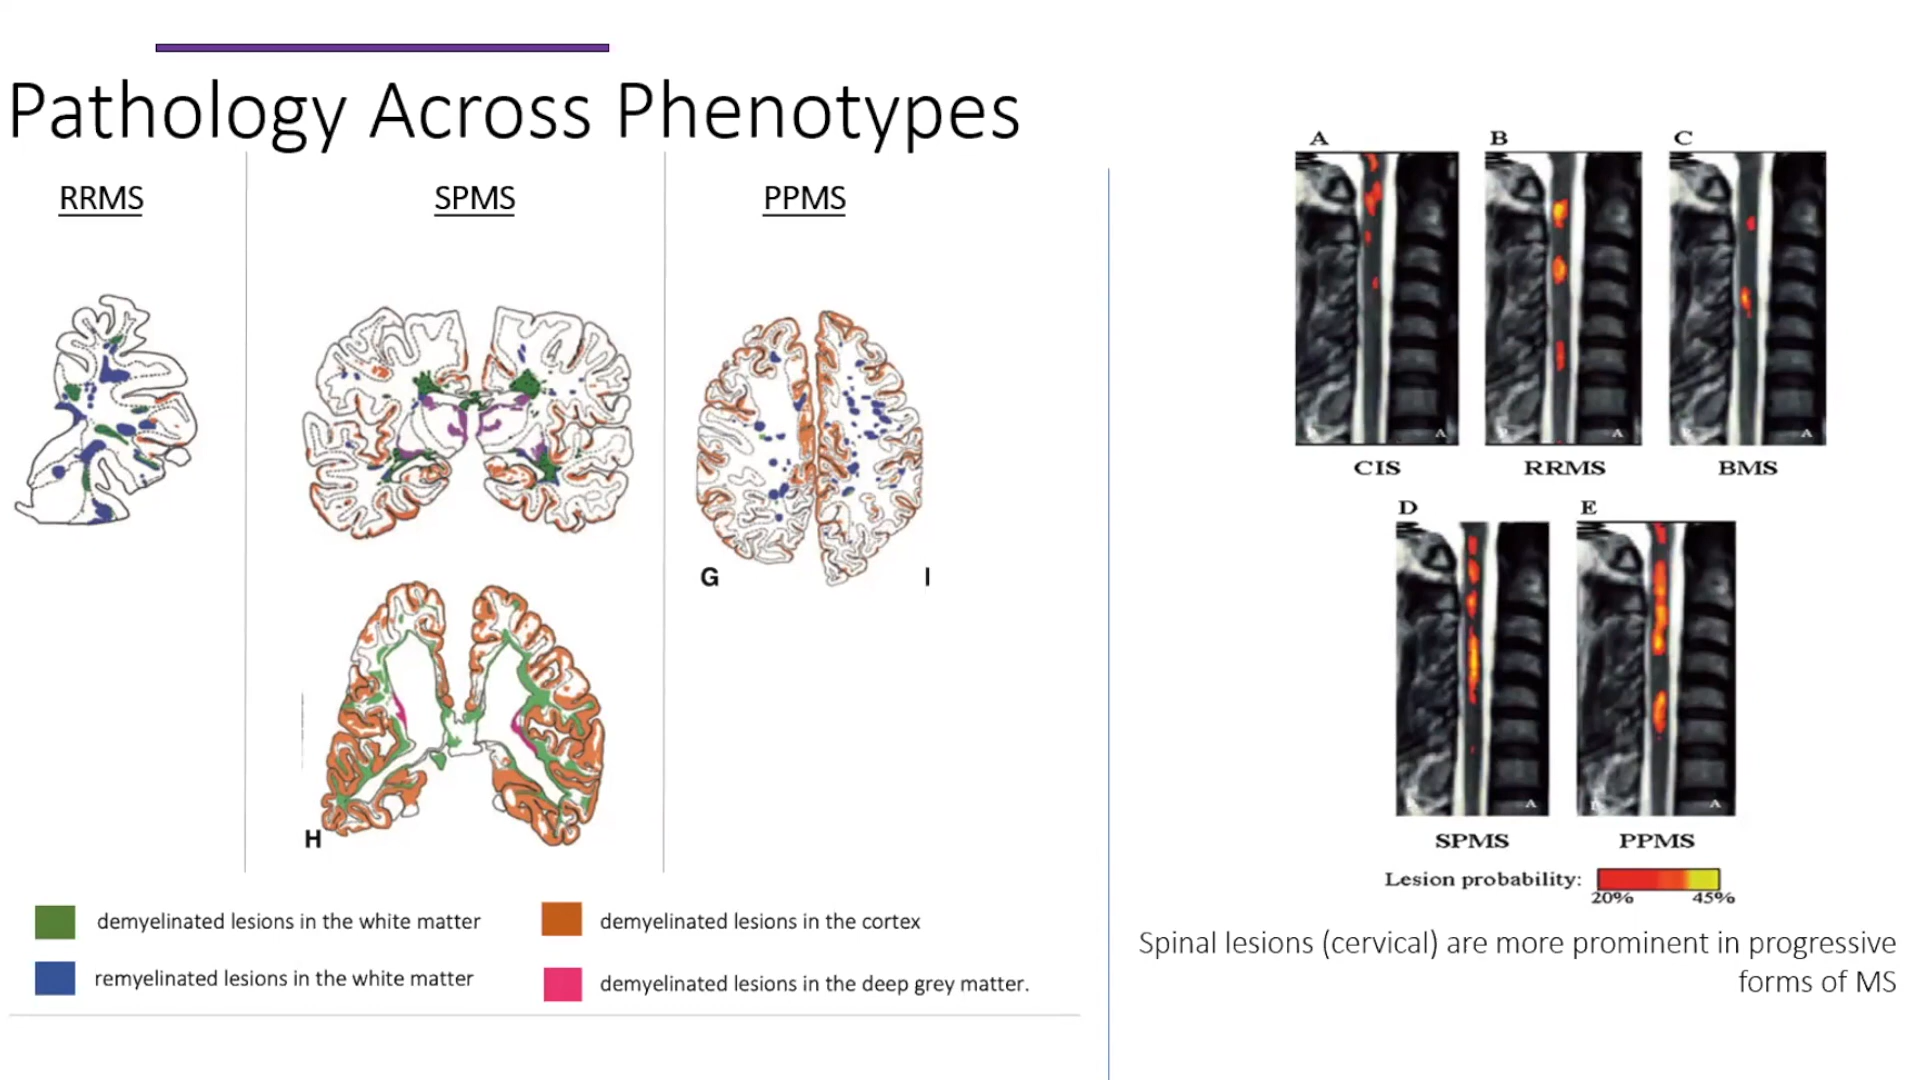 Pathology Across Phenotypes
RRMS
SPMS
PPMS
G
I
H
demyelinated lesions in the white matter
demyelinated lesions in the cortex
remyelinated lesions in the white matter
demyelinated lesions in the deep grey matter.
A
B
C
A
A
A
CIS
RRMS
BMS
D
E
A
A
SPMS
PPMS
Lesion probability:
20%
45%
Spinal lesions (cervical) are more prominent in progressive
forms of MS